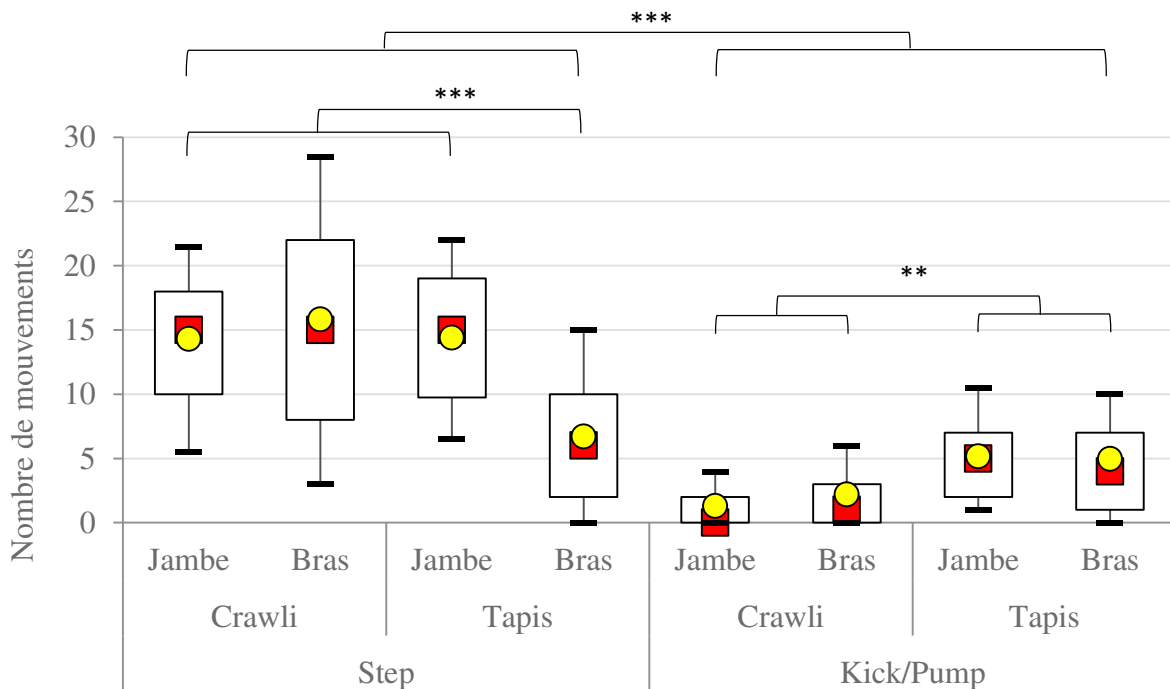 ***
***
30
25
20
15
10
5
0
Nombre de mouvements
**
Jambe Bras Jambe Bras Jambe Bras Jambe Bras
Crawli Tapis Crawli Tapis
Step Kick/Pump